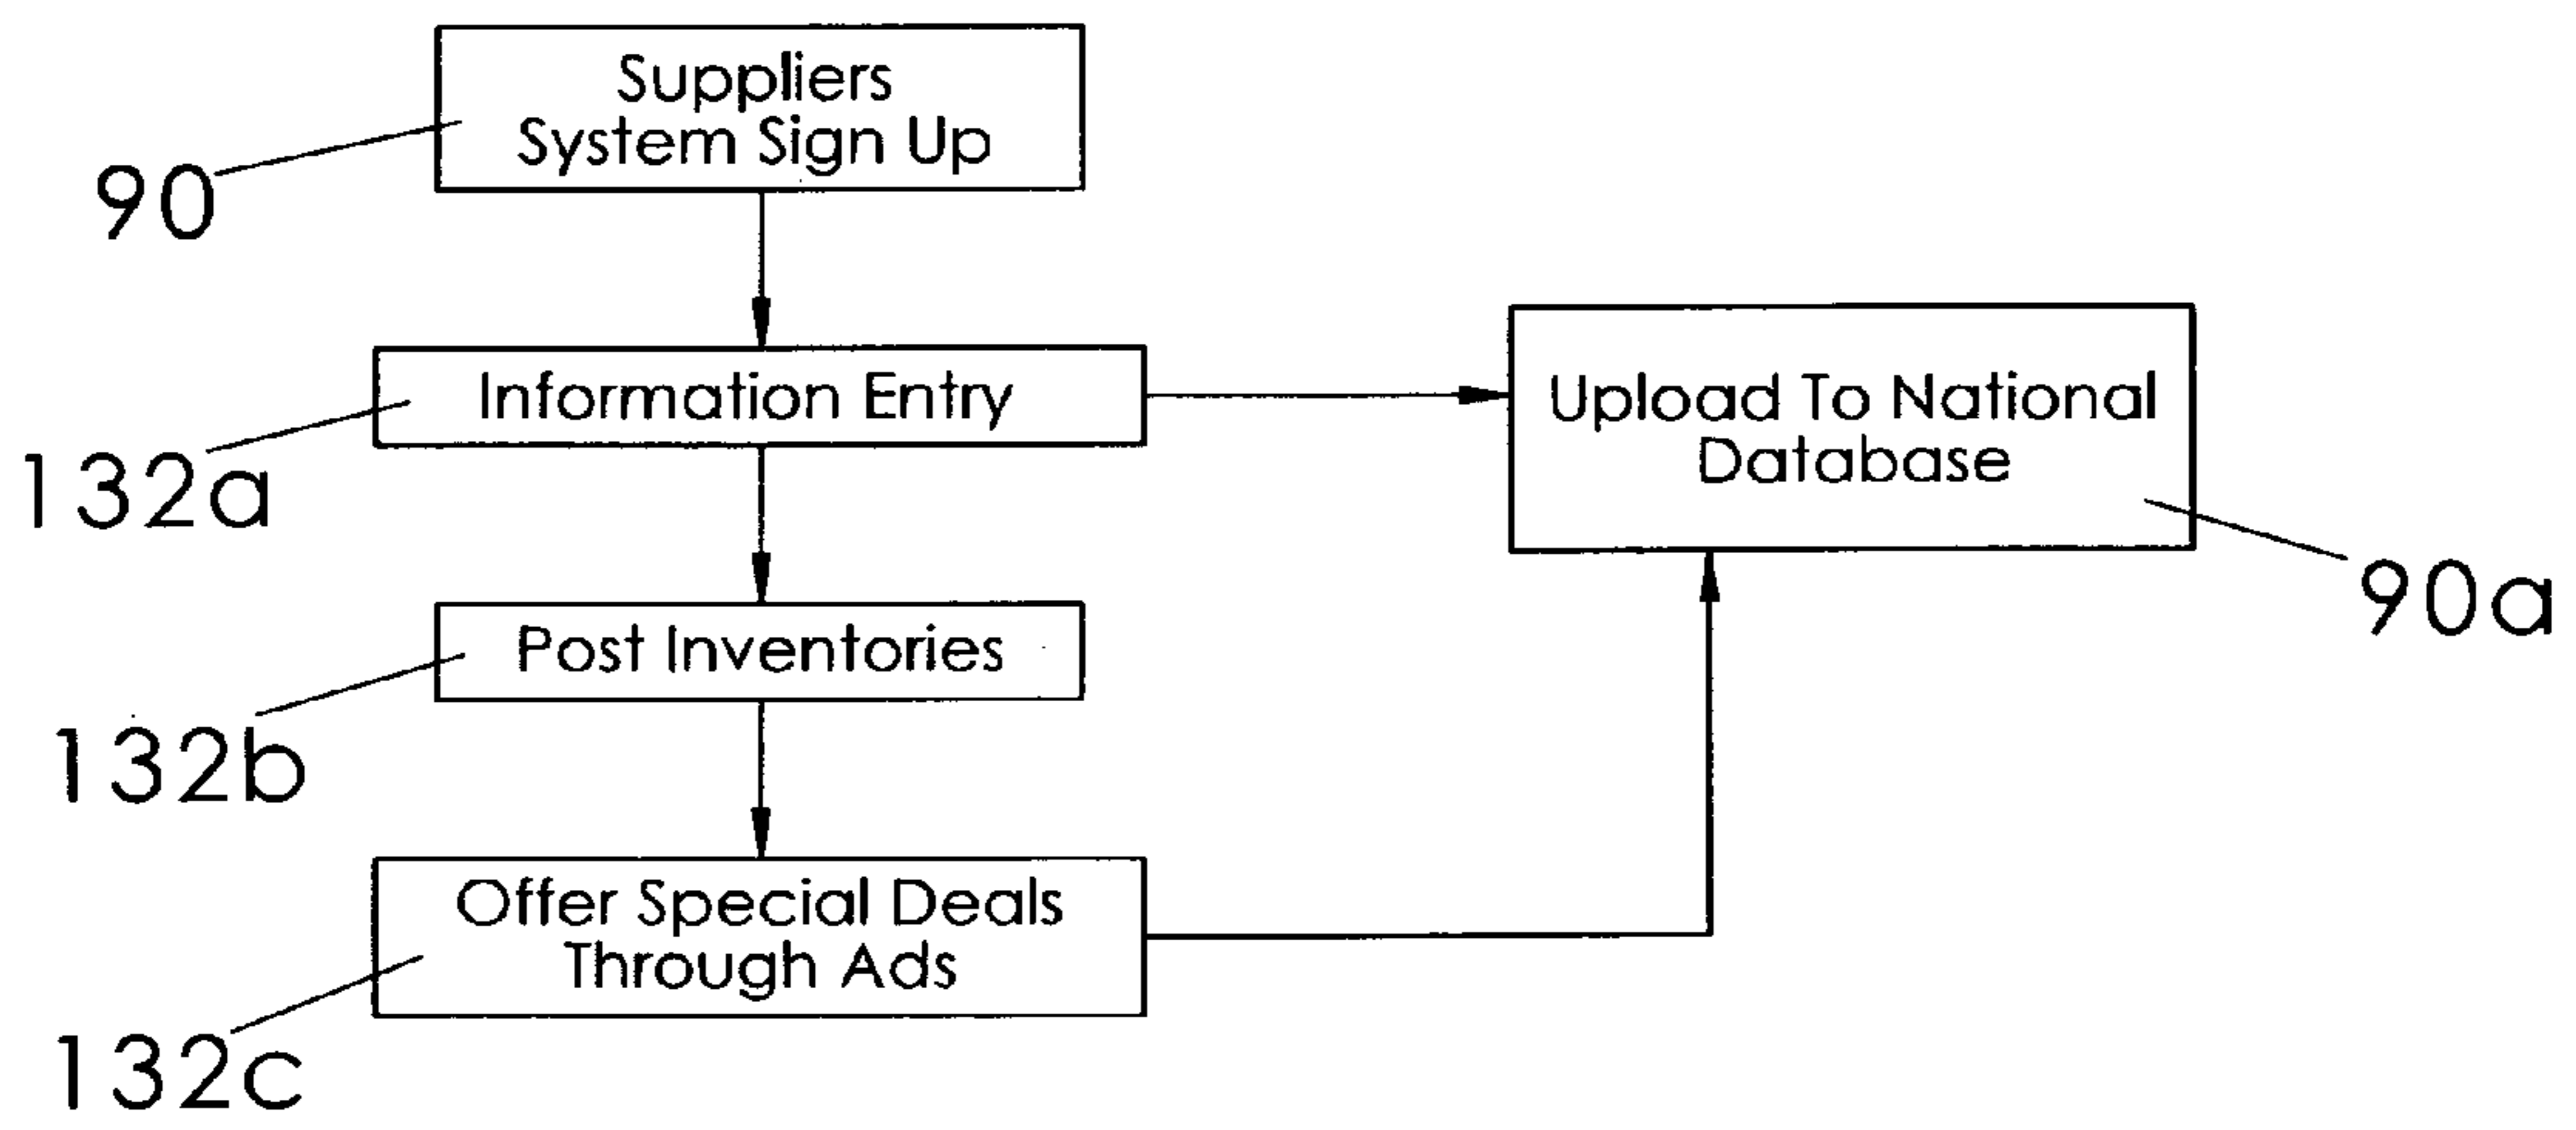 Suppliers
System Sign Up
90
Information Entry
132a
Upload To National
Database
90a
Post Inventories
132b
Offer Special Deals
Through Ads
132c